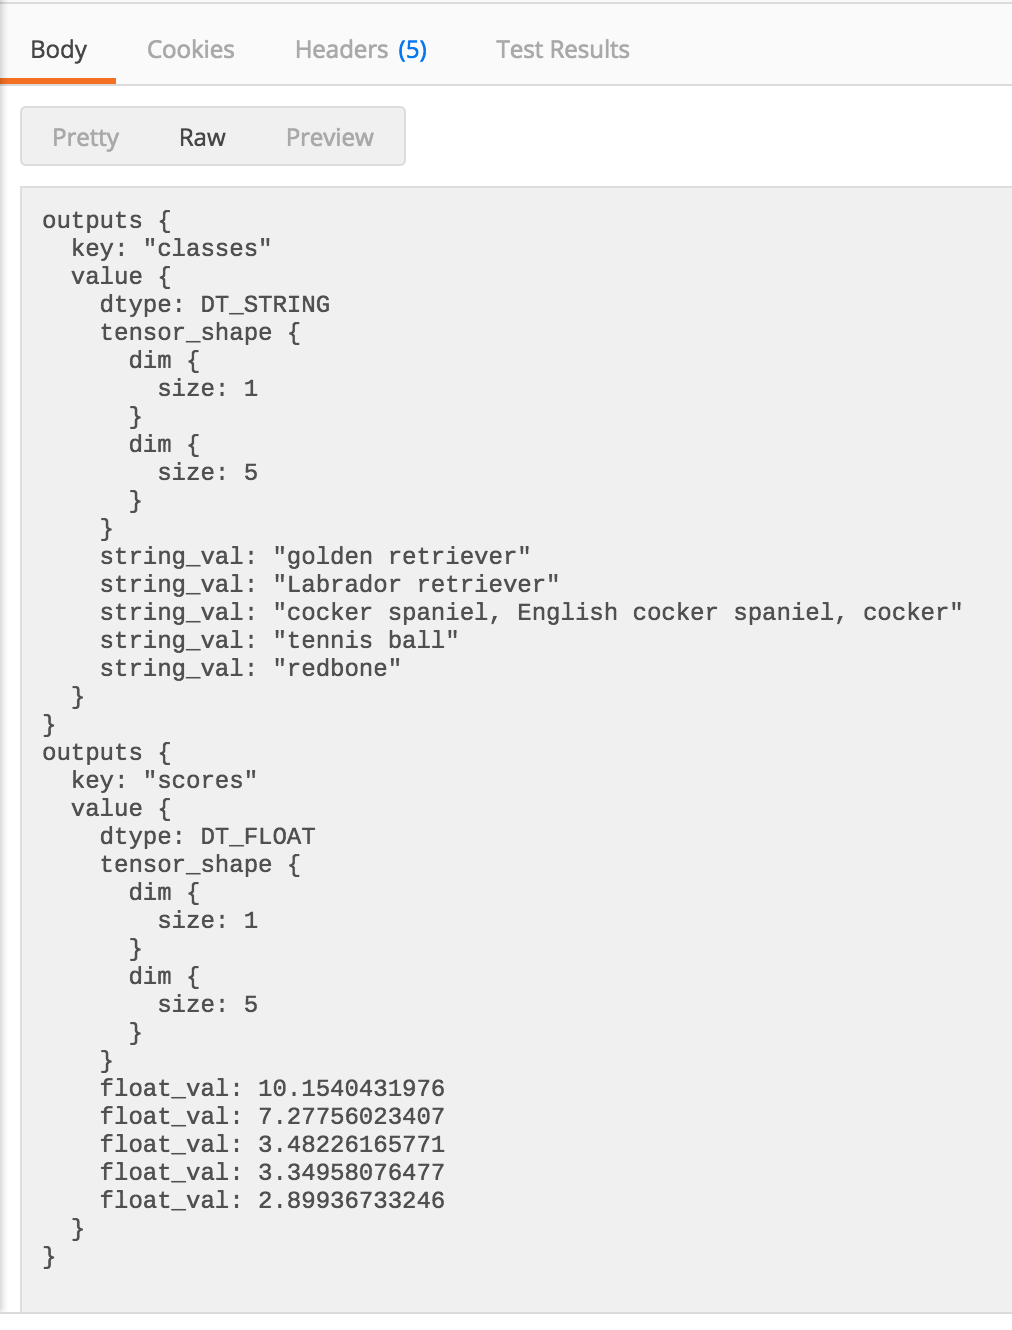 Body Cookies Headers (5) Test Results
Pretty Raw Preview
outputs {
  key: "classes"
  value {
    dtype: DT_STRING
    tensor_shape {
      dim {
        size: 1
      }
      dim {
        size: 5
      }
    }
    string_val: "golden retriever"
    string_val: "Labrador retriever"
    string_val: "cocker spaniel, English cocker spaniel, cocker"
    string_val: "tennis ball"
    string_val: "redbone"
  }
}
outputs {
  key: "scores"
  value {
    dtype: DT_FLOAT
    tensor_shape {
      dim {
        size: 1
      }
      dim {
        size: 5
      }
    }
    float_val: 10.1540431976
    float_val: 7.27756023407
    float_val: 3.48226165771
    float_val: 3.34958076477
    float_val: 2.89936733246
  }
}